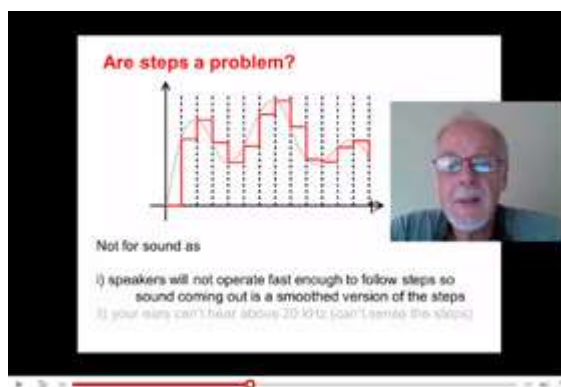 Are steps a problem?
Not for sound as
i) speakers will not operate fast enough to follow steps so
sound coming out is a smoothed version of the steps
ii) your ears can't hear above 20 kHz (can't sense the steps)